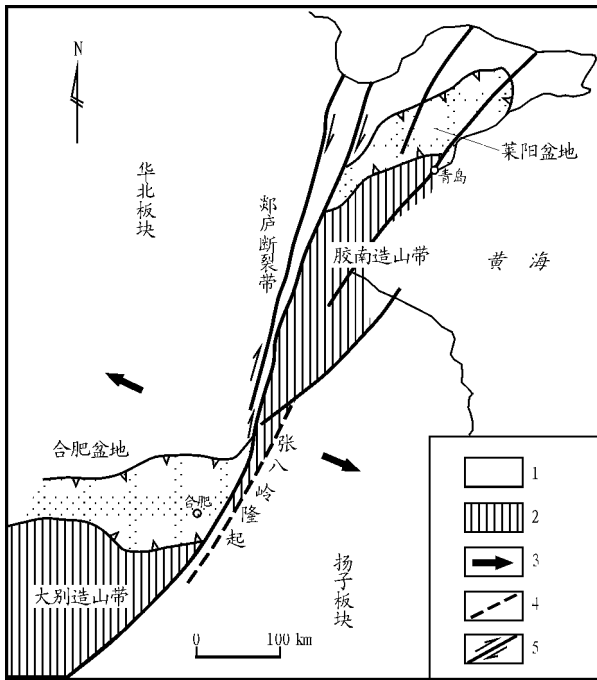 N
华北板块
郯庐断裂带
莱阳盆地
青岛
胶南造山带
黄 海
合肥盆地
合肥
张八岭隆起
大别造山带
扬子板块
0 100 km
1
2
3
4
5